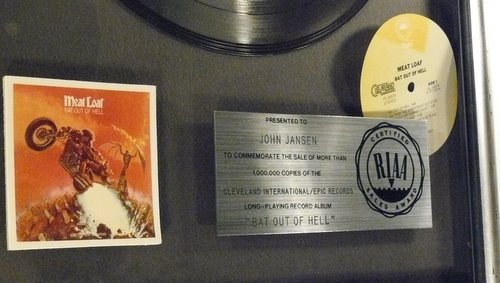 Meat Loaf
BAT OUT OF HELL
MEAT LOAF
BAT OUT OF HELL
PRESENTED TO
JOHN JANSEN
TO COMMEMORATE THE SALE OF MORE THAN
1,000,000 COPIES OF THE
CLEVELAND INTERNATIONAL/EPIC RECORDS
LONG-PLAYING RECORD ALBUM
"BAT OUT OF HELL"
CERTIFIED
RIAA
SALES AWARD